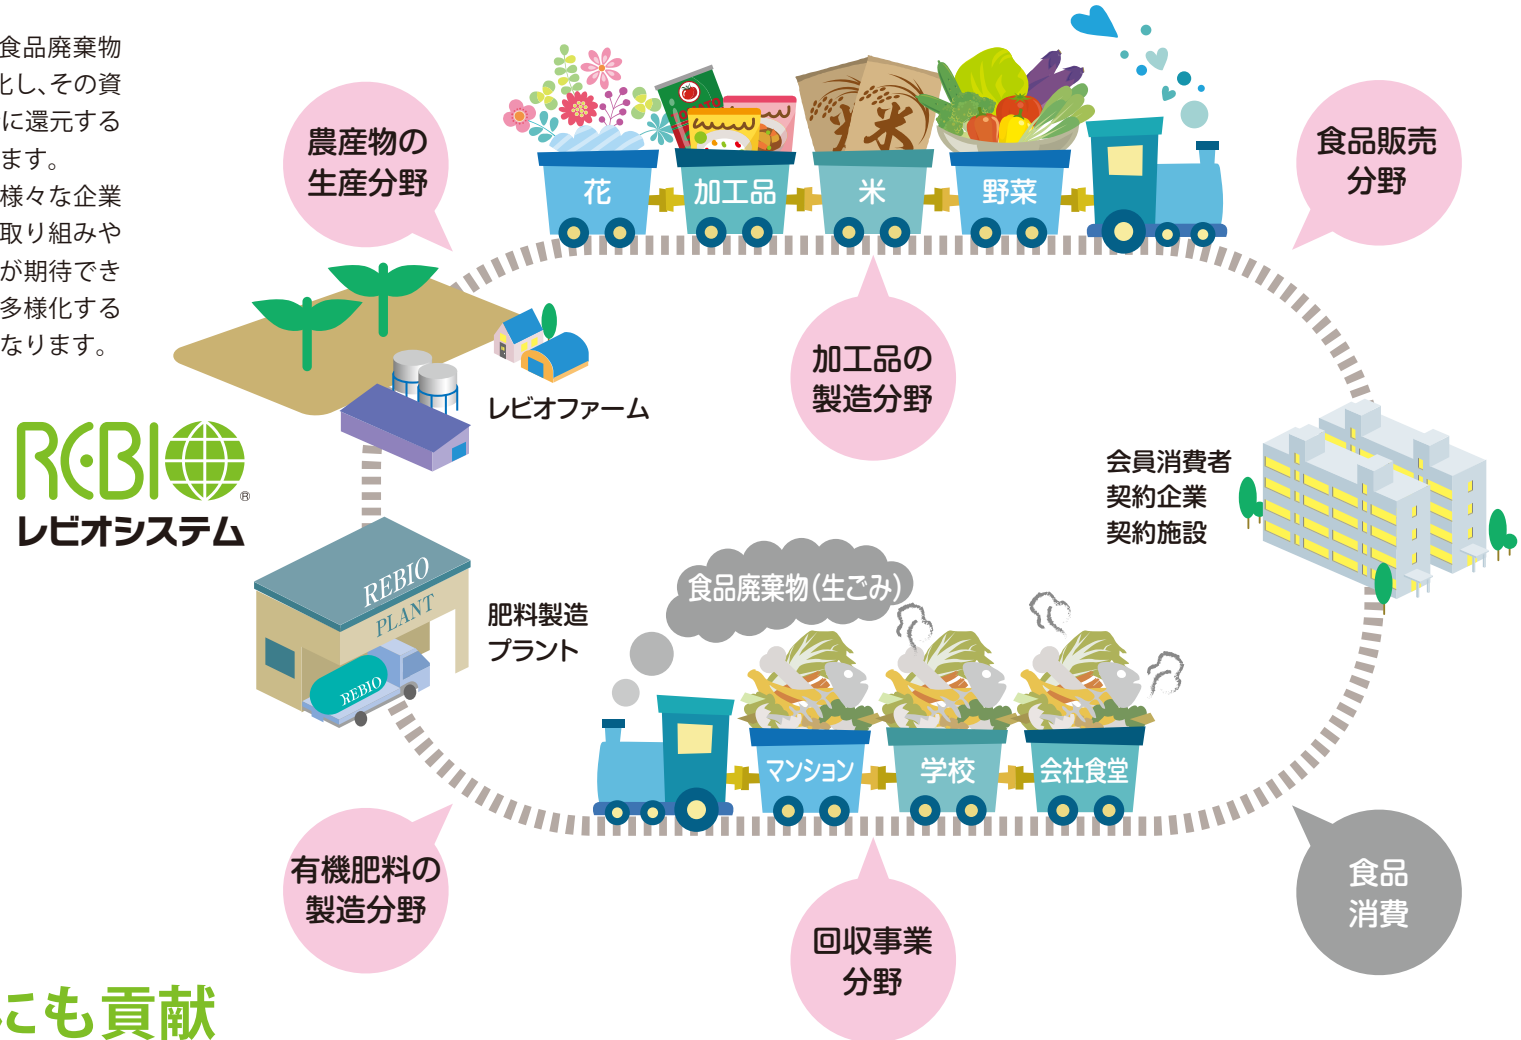 食品廃棄物
化し、その資
に還元する
ます。
様々な企業
取り組みや
が期待でき
多様化する
なります。
REBIO®
レビオシステム
農産物の
生産分野
花
加工品
米
野菜
米
食品販売
分野
加工品の
製造分野
レビオファーム
会員消費者
契約企業
契約施設
REBIO
PLANT
REBIO
肥料製造
プラント
食品廃棄物(生ごみ)
マンション
学校
会社食堂
有機肥料の
製造分野
回収事業
分野
食品
消費
にも貢献